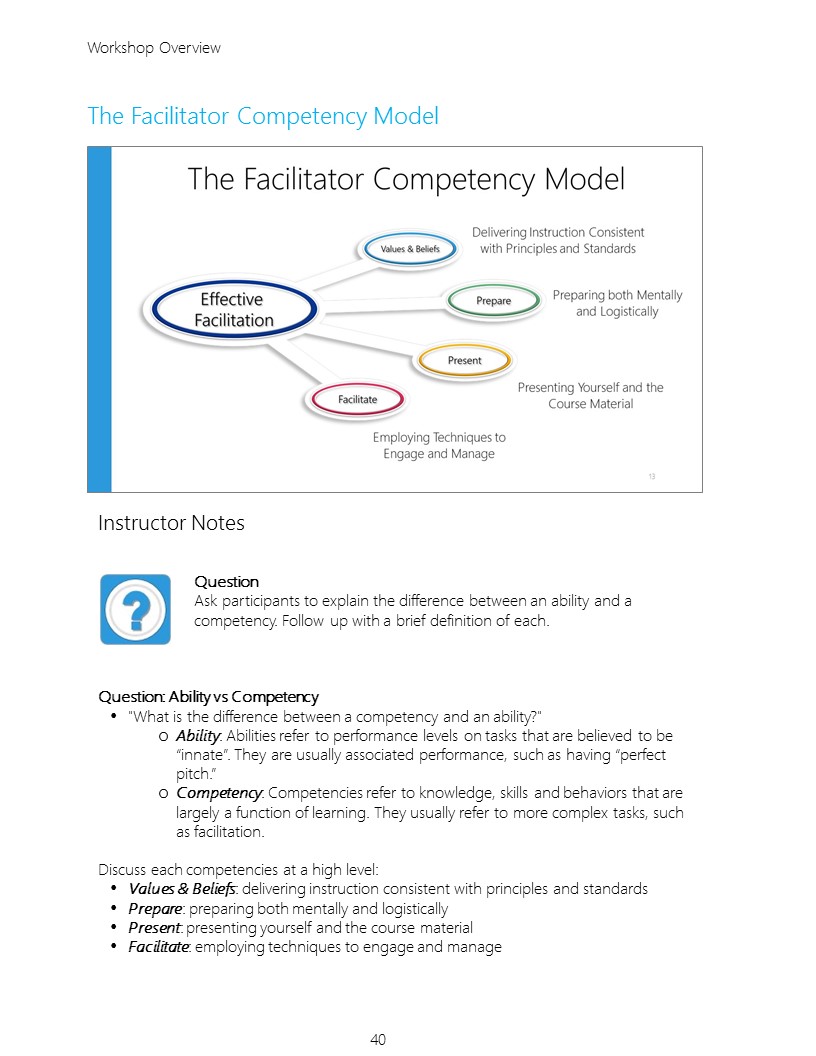 Workshop Overview
The Facilitator Competency Model
The Facilitator Competency Model
Values & Beliefs
Delivering Instruction Consistent
with Principles and Standards
Effective
Facilitation
Prepare
Preparing both Mentally
and Logistically
Present
Presenting Yourself and the
Course Material
Facilitate
Employing Techniques to
Engage and Manage
13
Instructor Notes
?
Question
Ask participants to explain the difference between an ability and a
competency. Follow up with a brief definition of each.
Question: Ability vs Competency
• "What is the difference between a competency and an ability?"
o Ability: Abilities refer to performance levels on tasks that are believed to be
“innate”. They are usually associated performance, such as having “perfect
pitch.”
o Competency: Competencies refer to knowledge, skills and behaviors that are
largely a function of learning. They usually refer to more complex tasks, such
as facilitation.
Discuss each competencies at a high level:
• Values & Beliefs: delivering instruction consistent with principles and standards
• Prepare: preparing both mentally and logistically
• Present: presenting yourself and the course material
• Facilitate: employing techniques to engage and manage
40